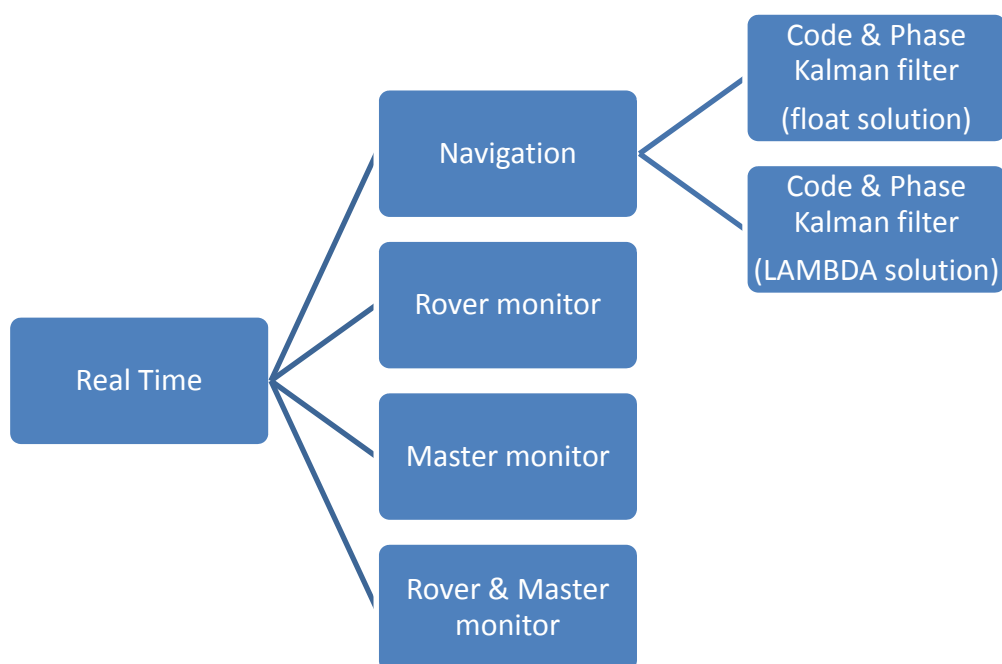 Real Time
Navigation
Rover monitor
Master monitor
Rover & Master
monitor
Code & Phase
Kalman filter
(float solution)
Code & Phase
Kalman filter
(LAMBDA solution)